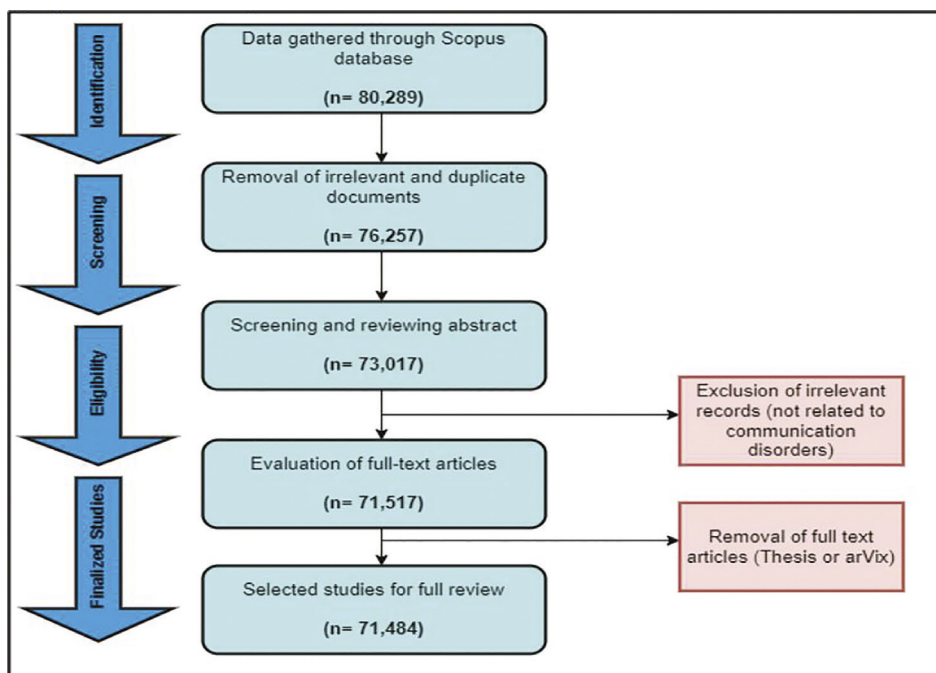 Identification
Data gathered through Scopus
database
(n= 80,289)
Screening
Removal of irrelevant and duplicate
documents
(n= 76,257)
Eligibility
Screening and reviewing abstract
(n= 73,017)
Exclusion of irrelevant
records (not related to
communication
disorders)
Evaluation of full-text articles
(n= 71,517)
Finalized Studies
Removal of full text
articles (Thesis or arVix)
Selected studies for full review
(n= 71,484)